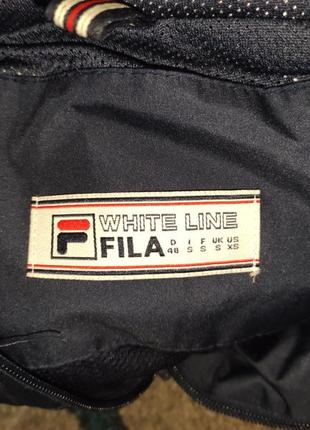 WHITE LINE
FILA D I F UK US
48 S S S XS